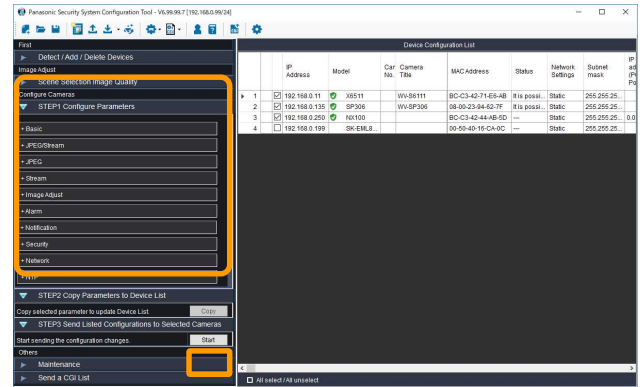 Panasonic Security System Configuration Tool - V6.99.99.7 [192.168.0.99/24]
First
Detect / Add / Delete Devices
Image Adjust
Scene Selection Image Quality
Configure Cameras
STEP1 Configure Parameters
+ Basic
+ JPEG/Stream
+ JPEG
+ Stream
+ Image Adjust
+ Alarm
+ Notification
+ Security
+ Network
+ NTP
STEP2 Copy Parameters to Device List
Copy selected parameter to update Device List Copy
STEP3 Send Listed Configurations to Selected Cameras
Start sending the configuration changes. Start
Others
Maintenance
Send a CGI List
Device Configuration List
IP Address Model Car No. Camera Title MAC Address Status Network Settings Subnet mask IP
1 192.168.0.11 X6511 WV-S6111 BC-C3-42-71-E6-AB It is possi... Static 255.255.25...
2 192.168.0.135 SP306 WV-SP306 08-00-23-94-62-7F It is possi... Static 255.255.25...
3 192.168.0.250 NX100 BC-C3-42-44-AB-5D --- Static 255.255.25... 0.0
4 192.168.0.199 SK-EML8... 00-50-40-16-CA-0C --- Static 255.255.25...
All select / All unselect